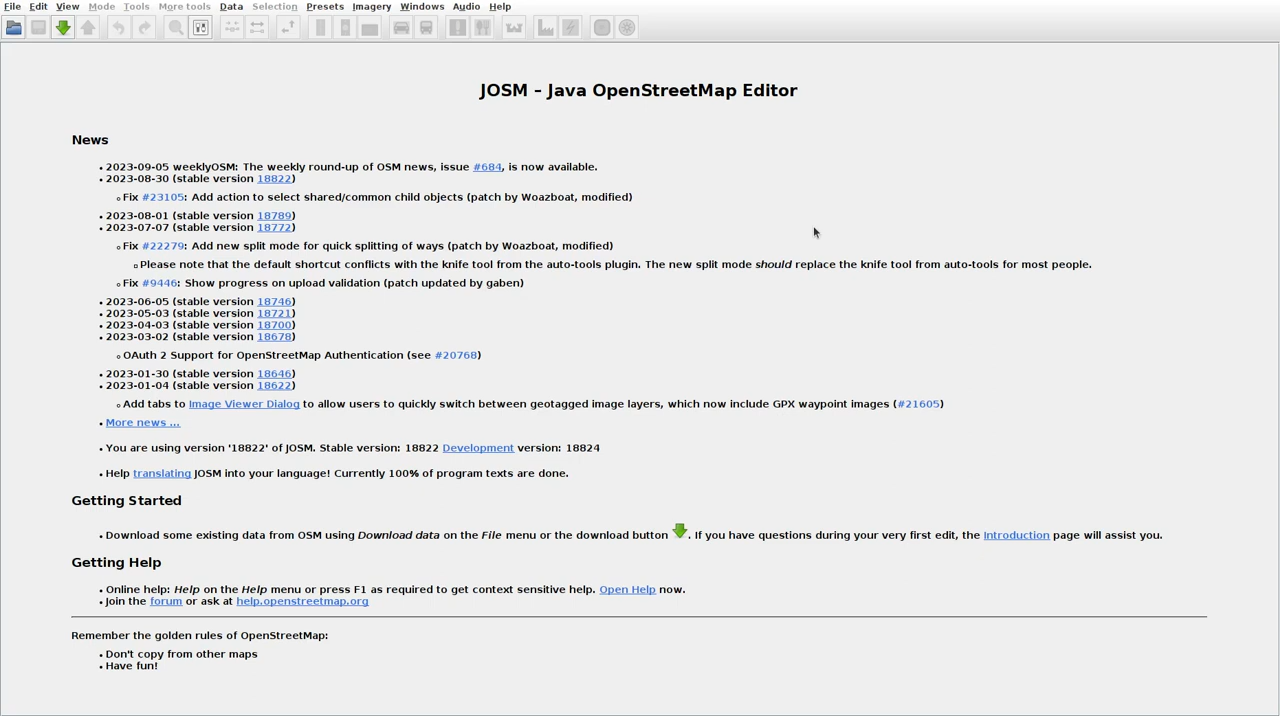 File Edit View Mode Tools More tools Data Selection Presets Imagery Windows Audio Help
JOSM – Java OpenStreetMap Editor
News
2023-09-05 weeklyOSM: The weekly round-up of OSM news, issue #684, is now available.
2023-08-30 (stable version 18822)
Fix #23105: Add action to select shared/common child objects (patch by Woazboat, modified)
2023-08-01 (stable version 18789)
2023-07-07 (stable version 18772)
Fix #22279: Add new split mode for quick splitting of ways (patch by Woazboat, modified)
Please note that the default shortcut conflicts with the knife tool from the auto-tools plugin. The new split mode should replace the knife tool from auto-tools for most people.
Fix #9446: Show progress on upload validation (patch updated by gaben)
2023-06-05 (stable version 18746)
2023-05-03 (stable version 18721)
2023-04-03 (stable version 18700)
2023-03-02 (stable version 18678)
OAuth 2 Support for OpenStreetMap Authentication (see #20768)
2023-01-30 (stable version 18646)
2023-01-04 (stable version 18622)
Add tabs to Image Viewer Dialog to allow users to quickly switch between geotagged image layers, which now include GPX waypoint images (#21605)
More news ...
You are using version '18822' of JOSM. Stable version: 18822 Development version: 18824
Help translating JOSM into your language! Currently 100% of program texts are done.
Getting Started
Download some existing data from OSM using Download data on the File menu or the download button . If you have questions during your very first edit, the Introduction page will assist you.
Getting Help
Online help: Help on the Help menu or press F1 as required to get context sensitive help. Open Help now.
Join the forum or ask at help.openstreetmap.org
Remember the golden rules of OpenStreetMap:
Don't copy from other maps
Have fun!